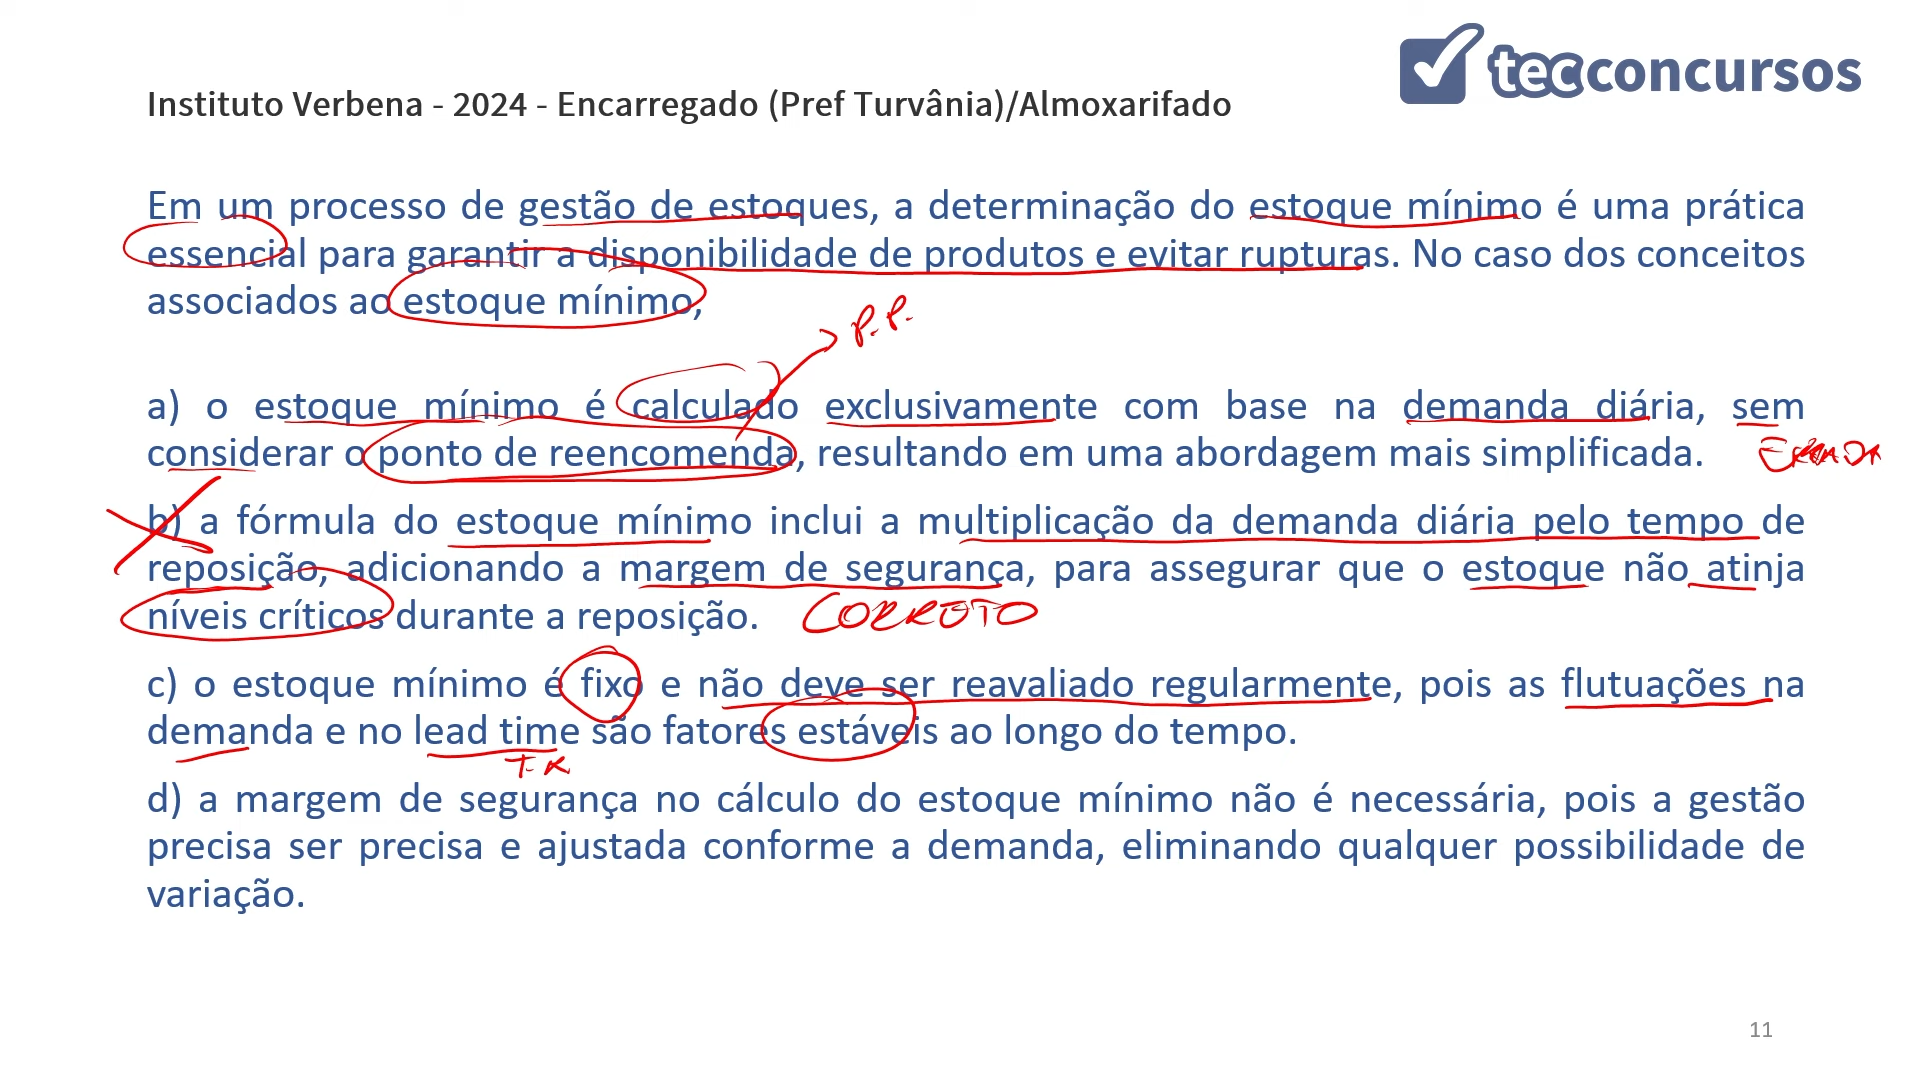 tecconcursos
Instituto Verbena - 2024 - Encarregado (Pref Turvânia)/Almoxarifado
Em um processo de gestão de estoques, a determinação do estoque mínimo é uma prática
essencial para garantir a disponibilidade de produtos e evitar rupturas. No caso dos conceitos
associados ao estoque mínimo,
P.P.
a) o estoque mínimo é calculado exclusivamente com base na demanda diária, sem
considerar o ponto de reencomenda, resultando em uma abordagem mais simplificada.
b) a fórmula do estoque mínimo inclui a multiplicação da demanda diária pelo tempo de
reposição, adicionando a margem de segurança, para assegurar que o estoque não atinja
níveis críticos durante a reposição. CORRETO
c) o estoque mínimo é fixo e não deve ser reavaliado regularmente, pois as flutuações na
demanda e no lead time são fatores estáveis ao longo do tempo.
T.R
d) a margem de segurança no cálculo do estoque mínimo não é necessária, pois a gestão
precisa ser precisa e ajustada conforme a demanda, eliminando qualquer possibilidade de
variação.
11